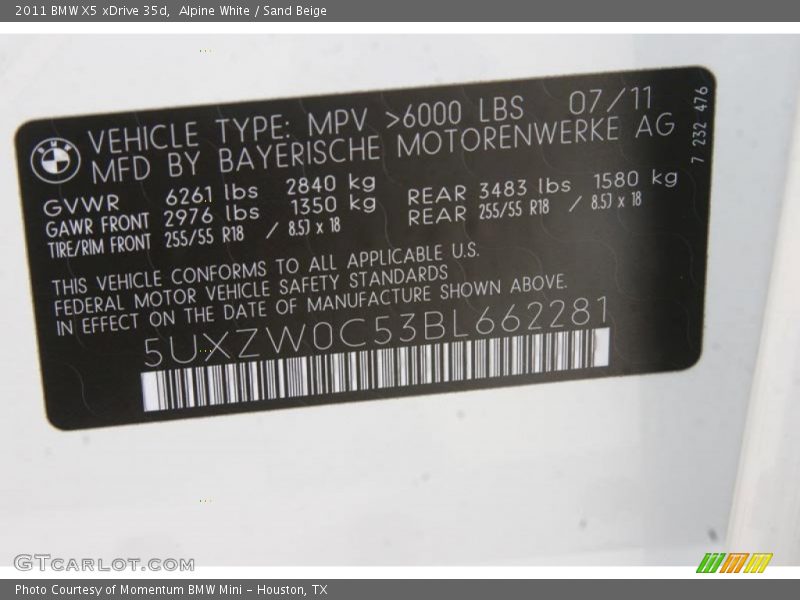 2011 BMW X5 xDrive 35d, Alpine White / Sand Beige
BMW
VEHICLE TYPE: MPV >6000 LBS 07/11
MFD BY BAYERISCHE MOTORENWERKE AG
7 232 476
GVWR 6261 lbs 2840 kg
GAWR FRONT 2976 lbs 1350 kg REAR 3483 lbs 1580 kg
TIRE/RIM FRONT 255/55 R18 / 8.5J x 18 REAR 255/55 R18 / 8.5J x 18
THIS VEHICLE CONFORMS TO ALL APPLICABLE U.S.
FEDERAL MOTOR VEHICLE SAFETY STANDARDS
IN EFFECT ON THE DATE OF MANUFACTURE SHOWN ABOVE.
5UXZW0C53BL662281
GTCARLOT.COM
Photo Courtesy of Momentum BMW Mini - Houston, TX